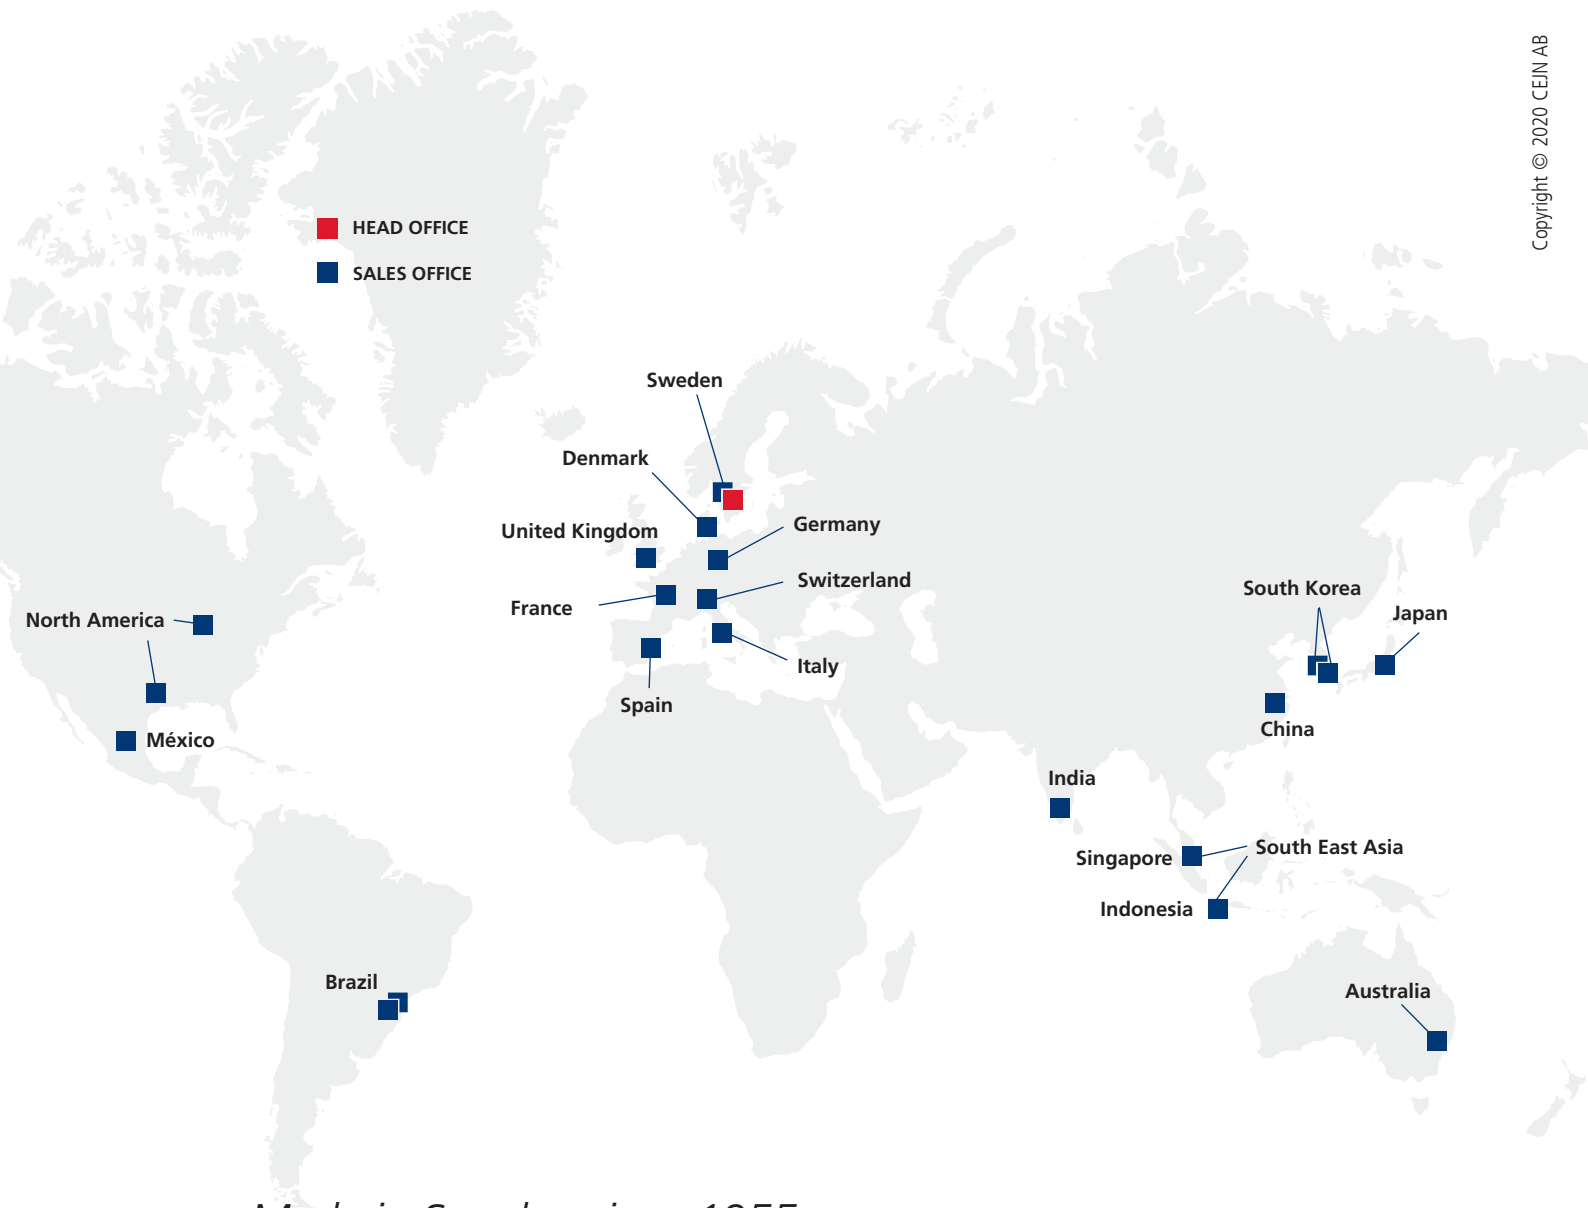 Copyright © 2020 CEJN AB
HEAD OFFICE
SALES OFFICE
Sweden
Denmark
Germany
United Kingdom
Switzerland
South Korea
France
Japan
North America
Italy
Spain
China
México
India
South East Asia
Singapore
Indonesia
Brazil
Australia